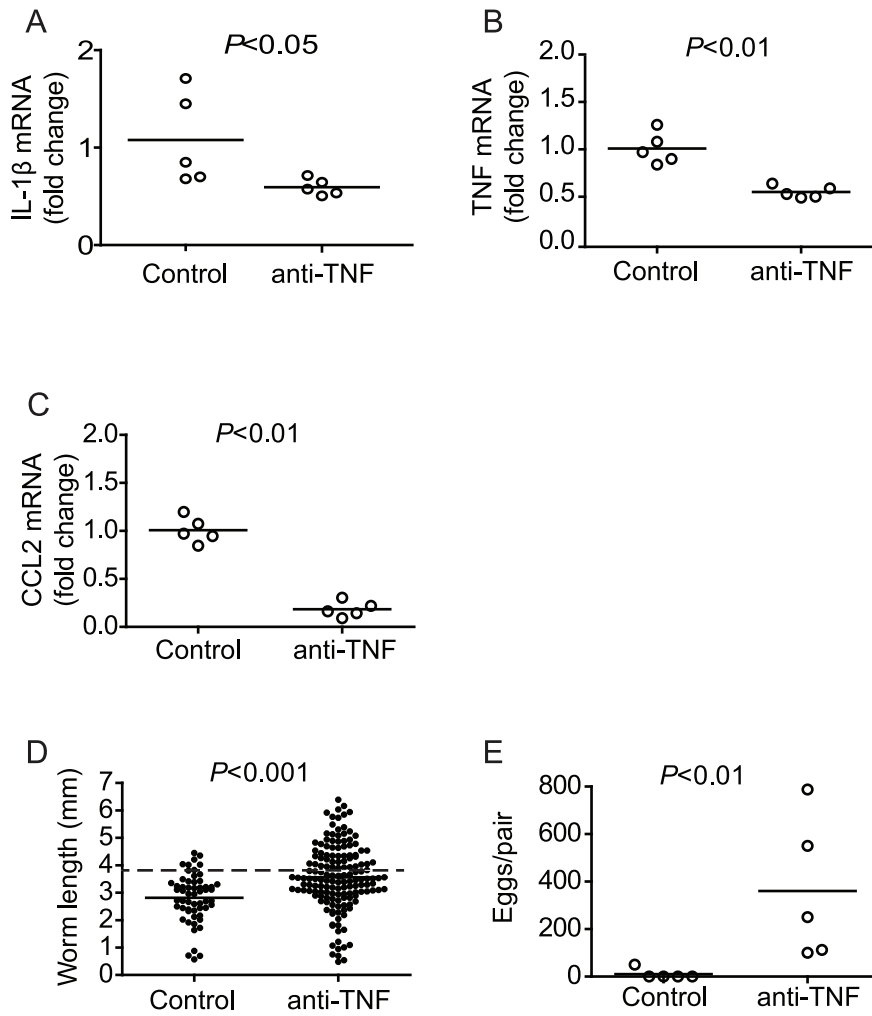 A
P<0.05
IL-1β mRNA
(fold change)
2
1
0
Control
anti-TNF
B
P<0.01
TNF mRNA
(fold change)
2.0
1.5
1.0
0.5
0.0
Control
anti-TNF
C
P<0.01
CCL2 mRNA
(fold change)
2.0
1.5
1.0
0.5
0.0
Control
anti-TNF
D
P<0.001
Worm length (mm)
7
6
5
4
3
2
1
0
Control
anti-TNF
E
P<0.01
Eggs/pair
800
600
400
200
0
Control
anti-TNF